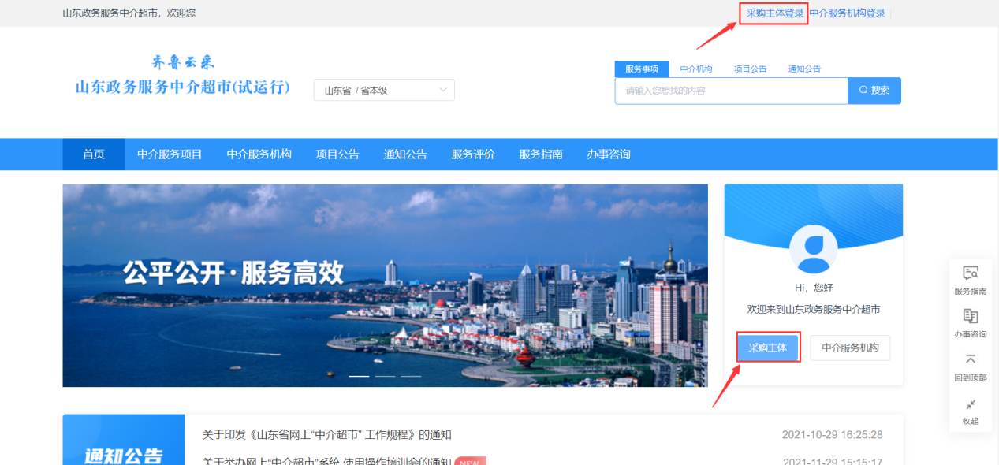 山东政务服务中介超市，欢迎您
采购主体登录 中介服务机构登录
齐鲁云采
山东政务服务中介超市(试运行)
山东省 / 省本级
服务事项 中介机构 项目公告 通知公告
请输入您想找的内容
搜索
首页 中介服务项目 中介服务机构 项目公告 通知公告 服务评价 服务指南 办事咨询
公平公开·服务高效
Hi，您好
欢迎来到山东政务服务中介超市
采购主体 中介服务机构
服务指南
办事咨询
回到顶部
收起
通知公告
关于印发《山东省网上“中介超市” 工作规程》的通知 2021-10-29 16:25:28
关于举办网上“中介超市”系统 使用操作培训会的通知 NEW 2021-11-29 15:15:17